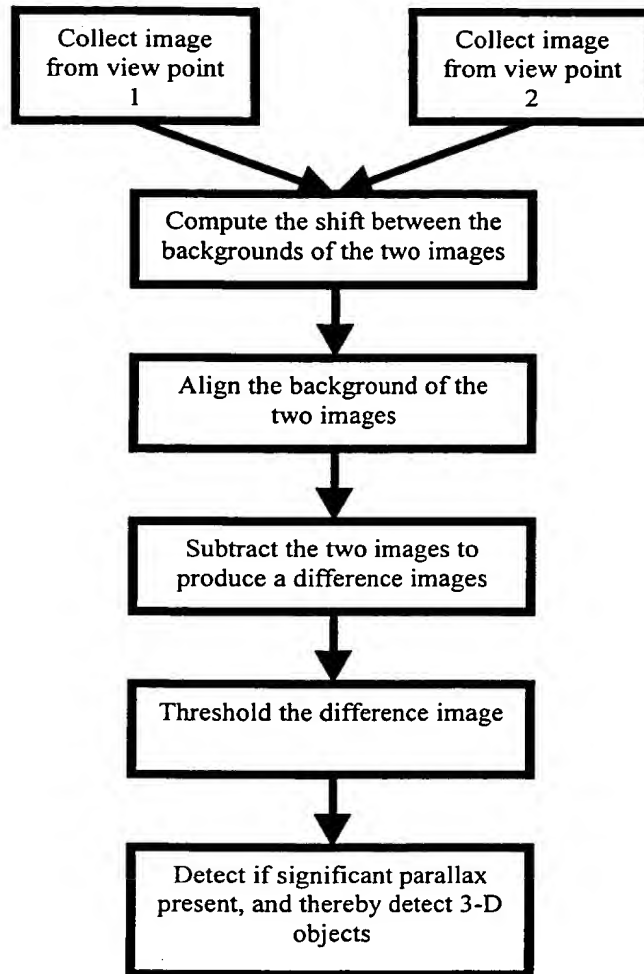 Collect image
from view point
1
Collect image
from view point
2
Compute the shift between the
backgrounds of the two images
Align the background of the
two images
Subtract the two images to
produce a difference images
Threshold the difference image
Detect if significant parallax
present, and thereby detect 3-D
objects